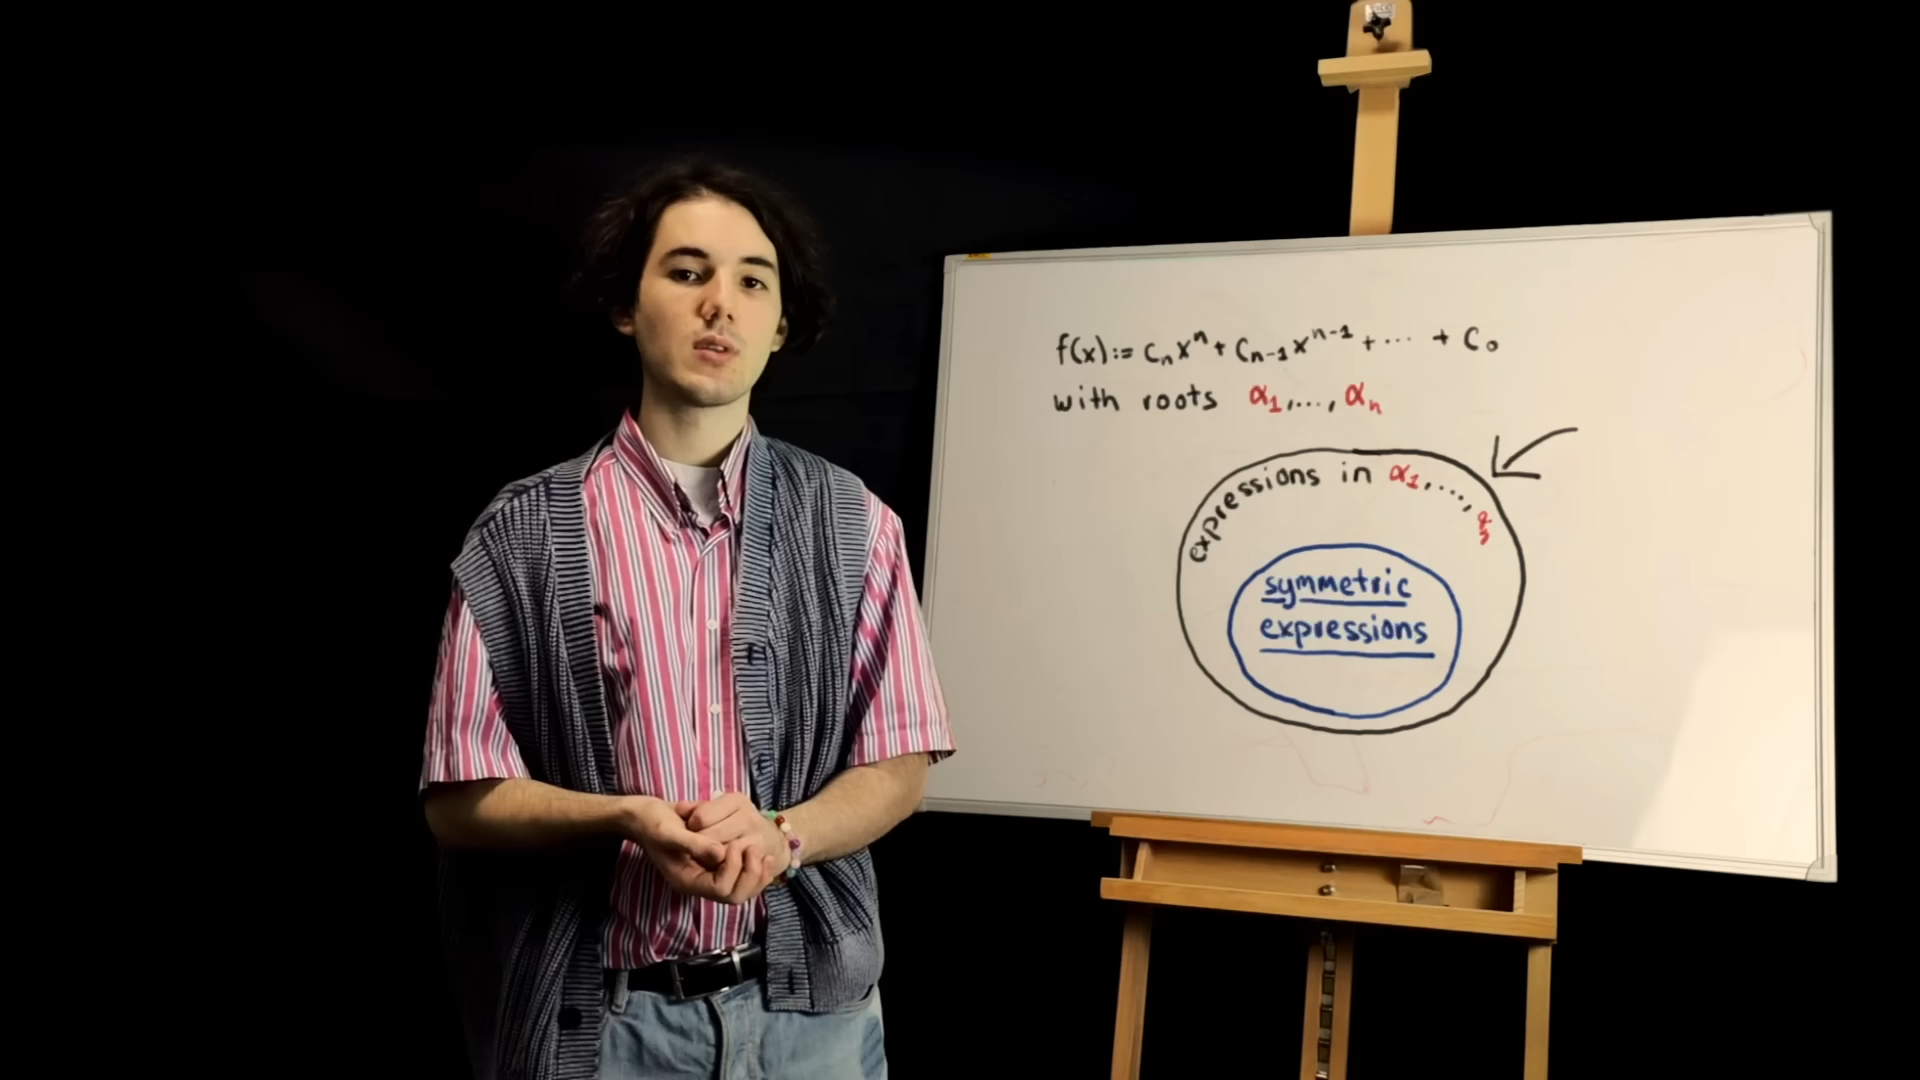 f(x) := cₙxⁿ + cₙ₋₁xⁿ⁻¹ + ··· + c₀
with roots α₁,..., αₙ
expressions in α₁,....., αₙ
symmetric
expressions